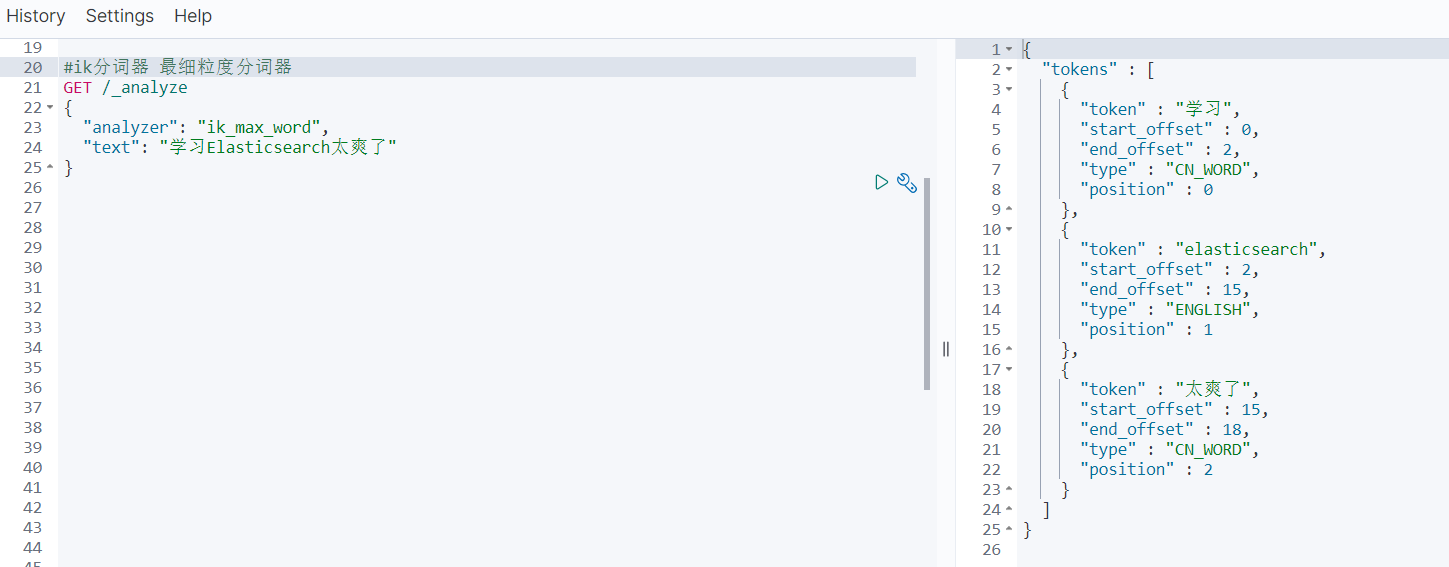 History Settings Help
19
20 #ik分词器 最细粒度分词器
21 GET /_analyze
22 {
23 "analyzer": "ik_max_word",
24 "text": "学习Elasticsearch太爽了"
25 }
26
27
28
29
30
31
32
33
34
35
36
37
38
39
40
41
42
43
44
45
1 {
2 "tokens" : [
3 {
4 "token" : "学习",
5 "start_offset" : 0,
6 "end_offset" : 2,
7 "type" : "CN_WORD",
8 "position" : 0
9 },
10 {
11 "token" : "elasticsearch",
12 "start_offset" : 2,
13 "end_offset" : 15,
14 "type" : "ENGLISH",
15 "position" : 1
16 },
17 {
18 "token" : "太爽了",
19 "start_offset" : 15,
20 "end_offset" : 18,
21 "type" : "CN_WORD",
22 "position" : 2
23 }
24 ]
25 }
26